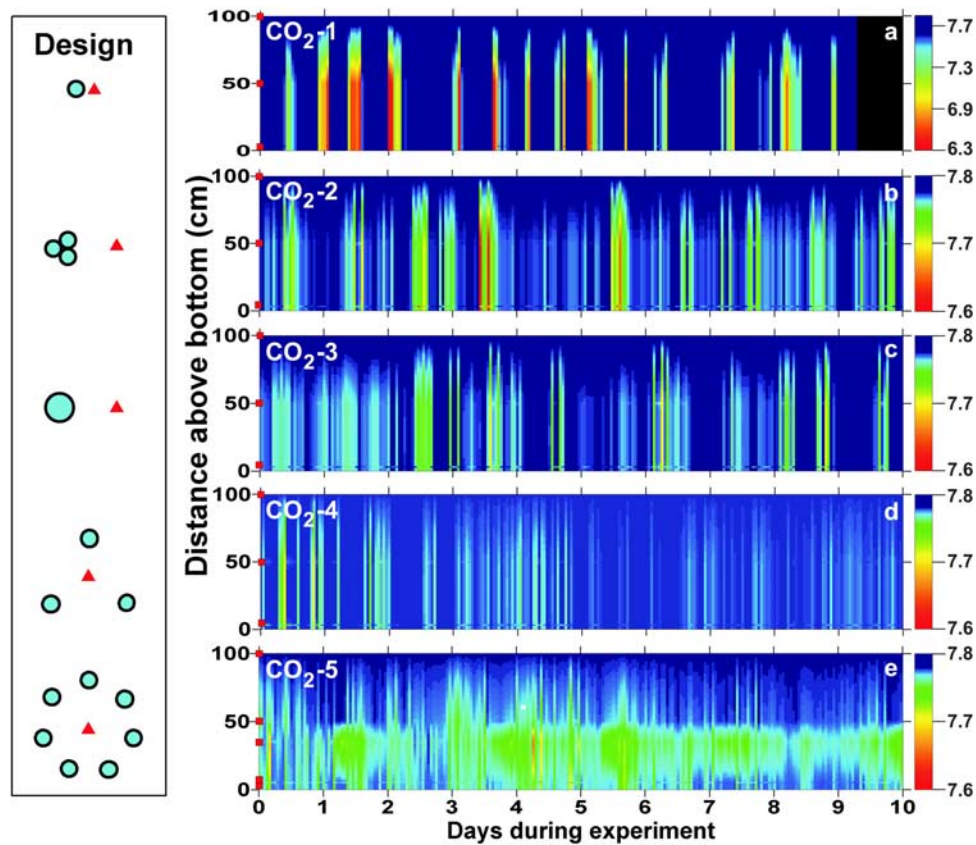 Design
Distance above bottom (cm)
CO2-1
a
100
50
0
7.7
7.3
6.9
6.3
CO2-2
b
100
50
0
7.8
7.7
7.6
CO2-3
c
100
50
0
7.8
7.7
7.6
CO2-4
d
100
50
0
7.8
7.7
7.6
CO2-5
e
100
50
0
7.8
7.7
7.6
0 1 2 3 4 5 6 7 8 9 10
Days during experiment